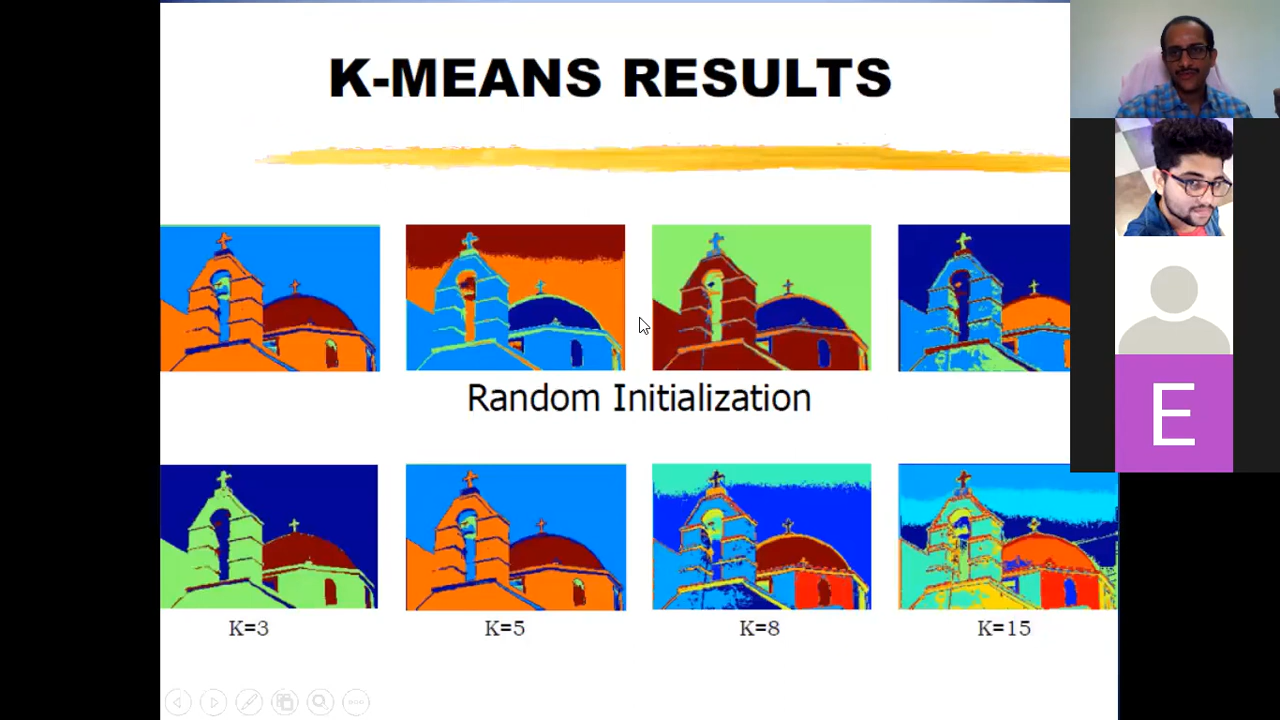 K-MEANS RESULTS
Random Initialization
K=3
K=5
K=8
K=15
E